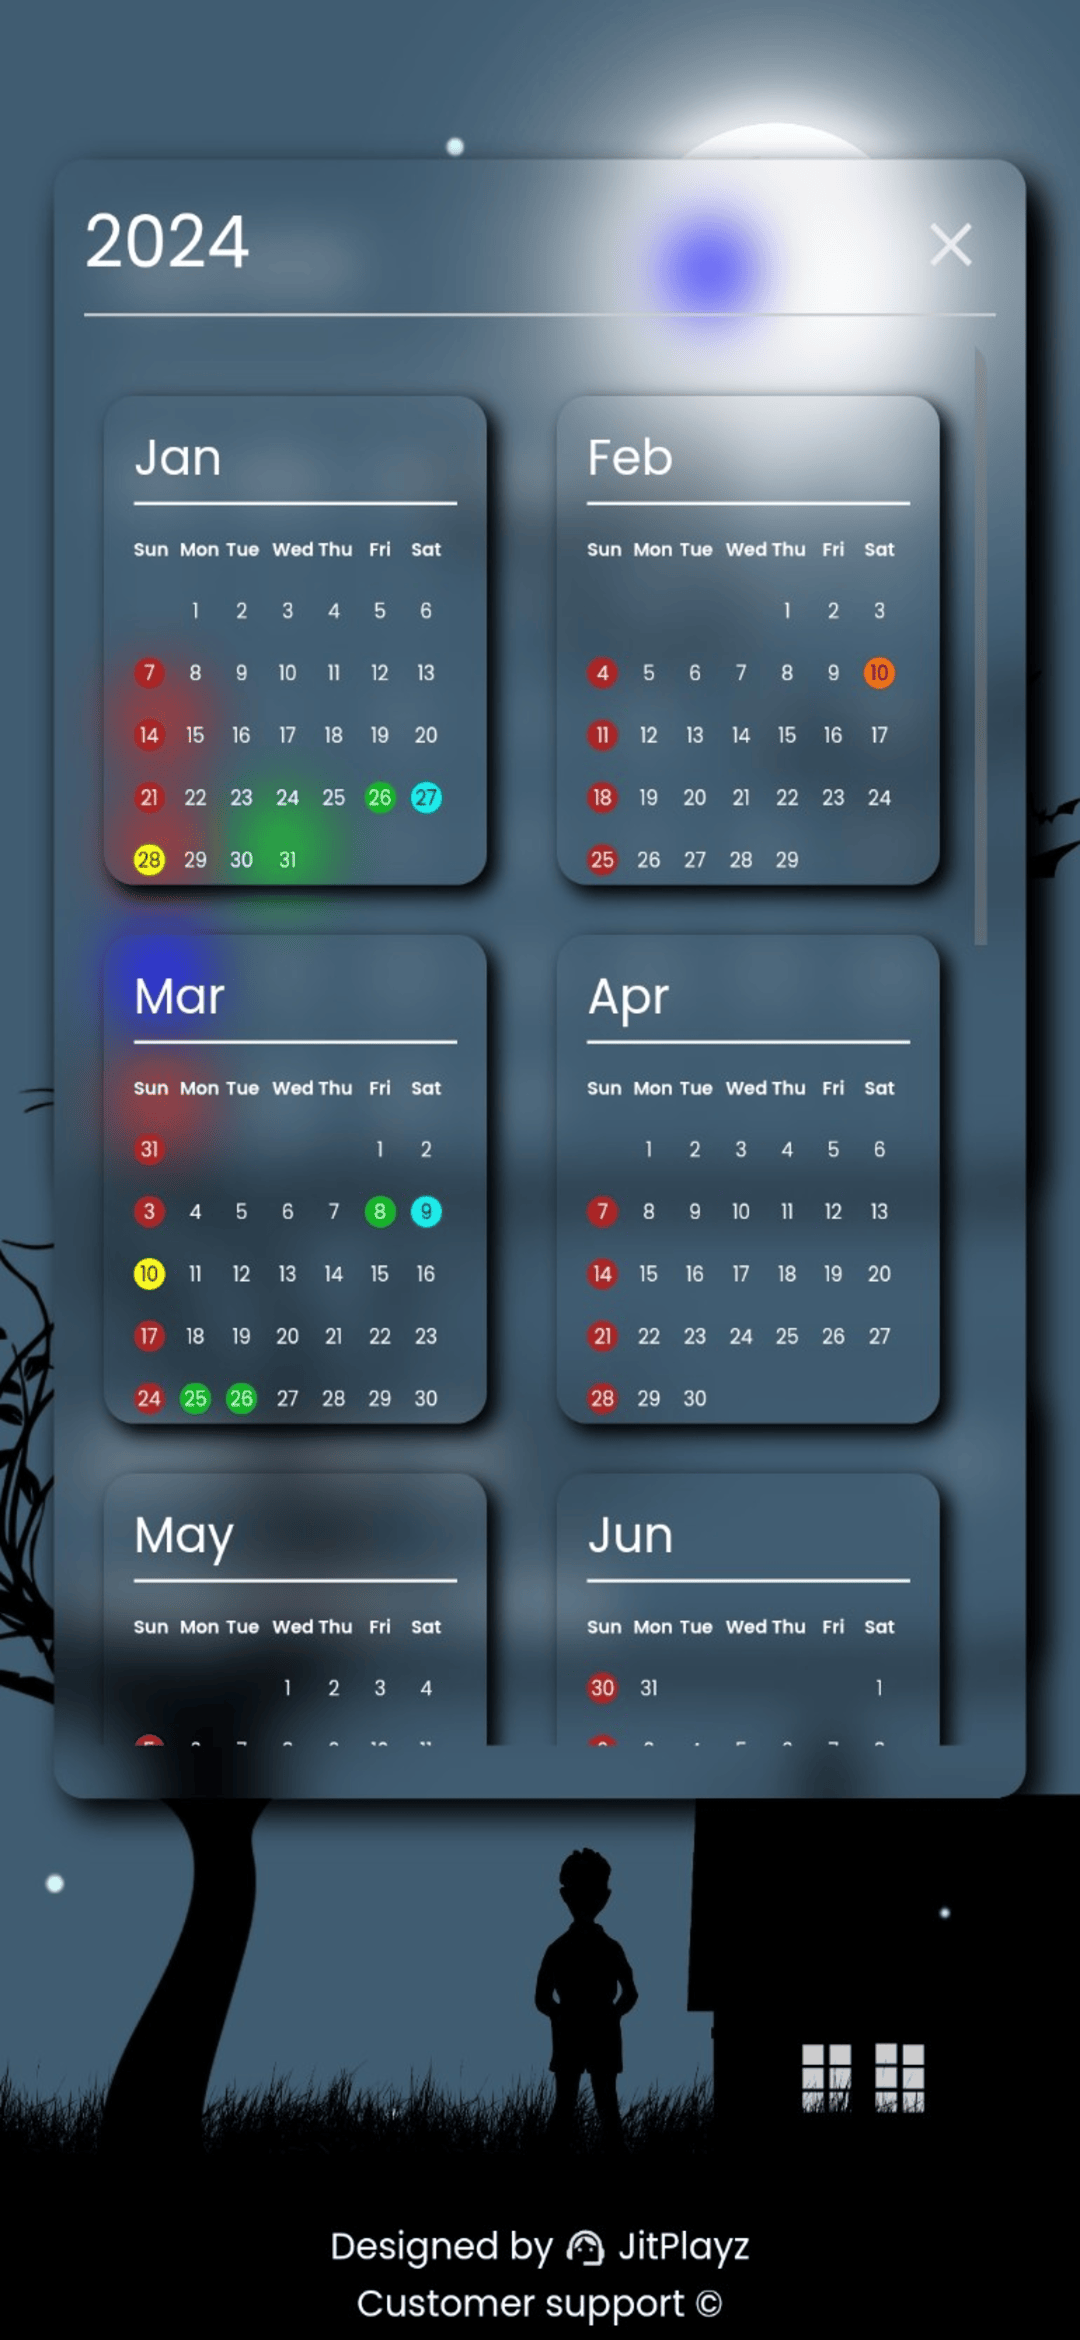 2024
Jan
Sun Mon Tue Wed Thu Fri Sat
1 2 3 4 5 6
7 8 9 10 11 12 13
14 15 16 17 18 19 20
21 22 23 24 25 26 27
28 29 30 31
Feb
Sun Mon Tue Wed Thu Fri Sat
1 2 3
4 5 6 7 8 9 10
11 12 13 14 15 16 17
18 19 20 21 22 23 24
25 26 27 28 29
Mar
Sun Mon Tue Wed Thu Fri Sat
31 1 2
3 4 5 6 7 8 9
10 11 12 13 14 15 16
17 18 19 20 21 22 23
24 25 26 27 28 29 30
Apr
Sun Mon Tue Wed Thu Fri Sat
1 2 3 4 5 6
7 8 9 10 11 12 13
14 15 16 17 18 19 20
21 22 23 24 25 26 27
28 29 30
May
Sun Mon Tue Wed Thu Fri Sat
1 2 3 4
Jun
Sun Mon Tue Wed Thu Fri Sat
30 31 1
Designed by JitPlayz
Customer support ©